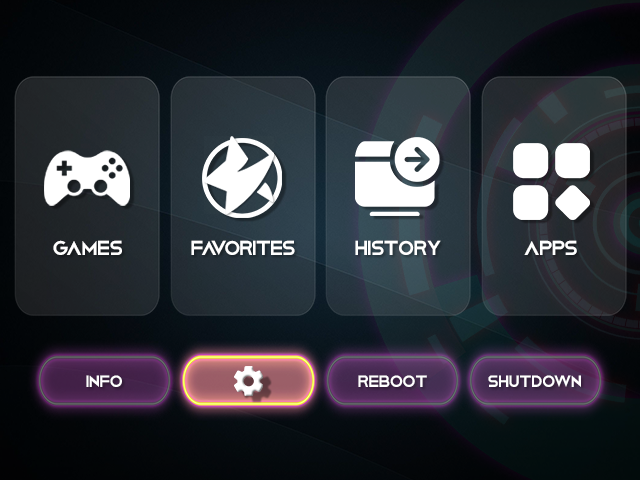 GAMES
FAVORITES
HISTORY
APPS
INFO
REBOOT
SHUTDOWN